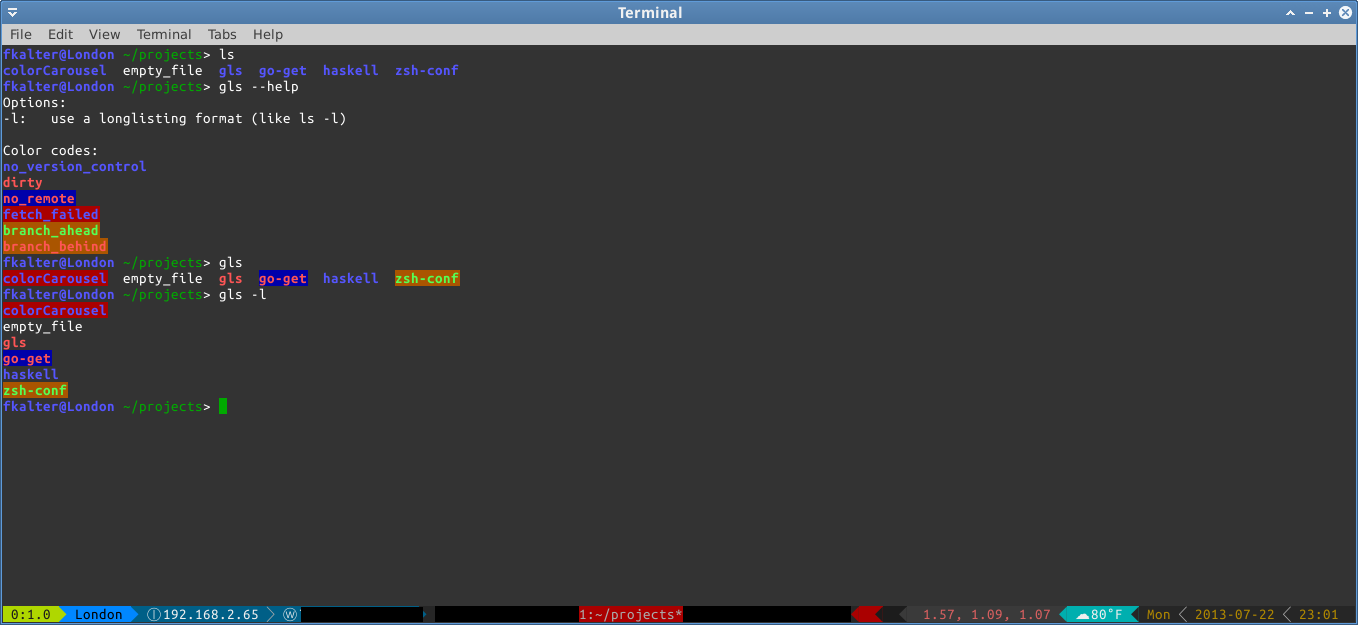 Terminal
File Edit View Terminal Tabs Help
fkalter@London ~/projects> ls
colorCarousel empty_file gls go-get haskell zsh-conf
fkalter@London ~/projects> gls --help
Options:
-l: use a longlisting format (like ls -l)
Color codes:
no_version_control
dirty
no_remote
fetch_failed
branch_ahead
branch_behind
fkalter@London ~/projects> gls
colorCarousel empty_file gls go-get haskell zsh-conf
fkalter@London ~/projects> gls -l
colorCarousel
empty_file
gls
go-get
haskell
zsh-conf
fkalter@London ~/projects>
0:1.0 London Ⓛ192.168.2.65 Ⓦ 1:~/projects* 1.57, 1.09, 1.07 ☁80°F Mon 2013-07-22 23:01